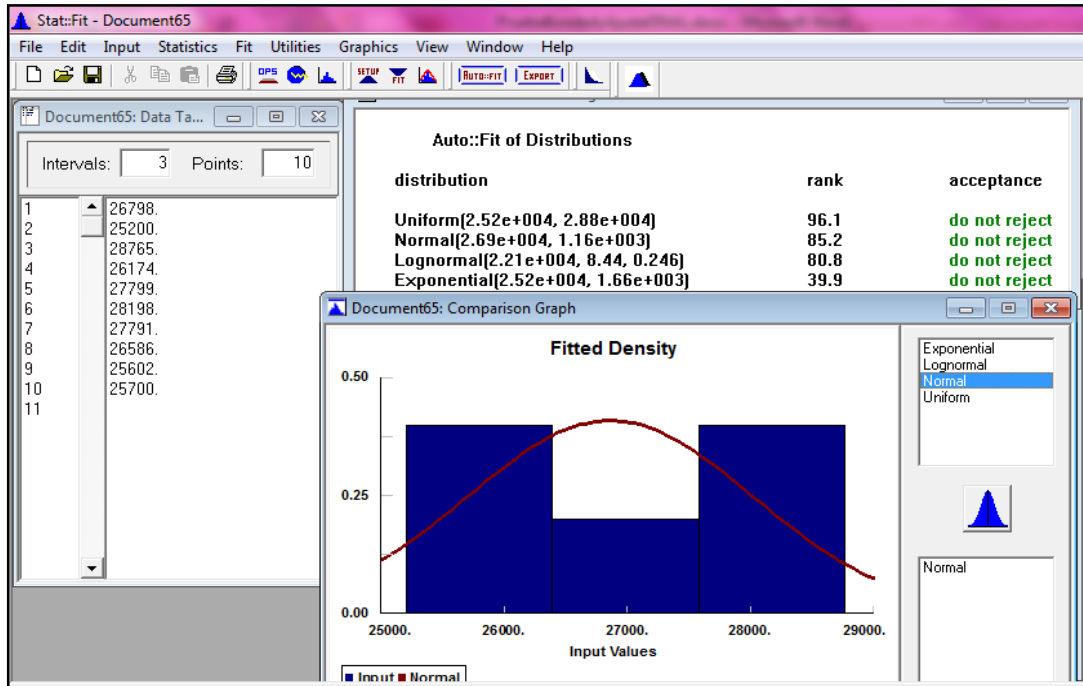 Stat::Fit - Document65
File Edit Input Statistics Fit Utilities Graphics View Window Help
OPS SETUP FIT AUTO::FIT EXPORT
Document65: Data Ta...
Intervals: 3 Points: 10
1 26798.
2 25200.
3 28765.
4 26174.
5 27799.
6 28198.
7 27791.
8 26586.
9 25602.
10 25700.
11
Auto::Fit of Distributions
distribution rank acceptance
Uniform(2.52e+004, 2.88e+004) 96.1 do not reject
Normal(2.69e+004, 1.16e+003) 85.2 do not reject
Lognormal(2.21e+004, 8.44, 0.246) 80.8 do not reject
Exponential(2.52e+004, 1.66e+003) 39.9 do not reject
Document65: Comparison Graph
Fitted Density
0.50
0.25
0.00
25000. 26000. 27000. 28000. 29000.
Input Values
Input Normal
Exponential
Lognormal
Normal
Uniform
Normal